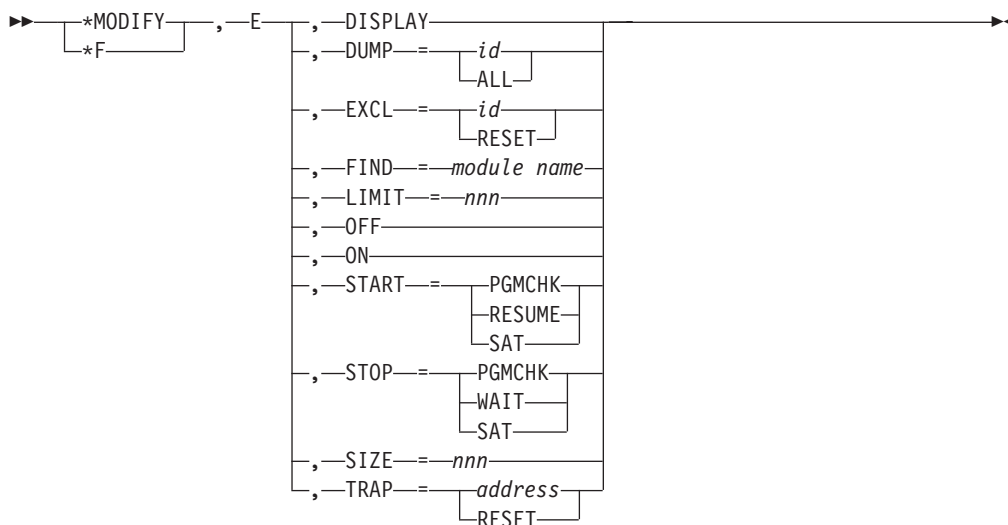 *MODIFY , E , DISPLAY
*F , DUMP = id
ALL
, EXCL = id
RESET
, FIND = module name
, LIMIT = nnn
, OFF
, ON
, START = PGMCHK
RESUME
SAT
, STOP = PGMCHK
WAIT
SAT
, SIZE = nnn
, TRAP = address
RESET